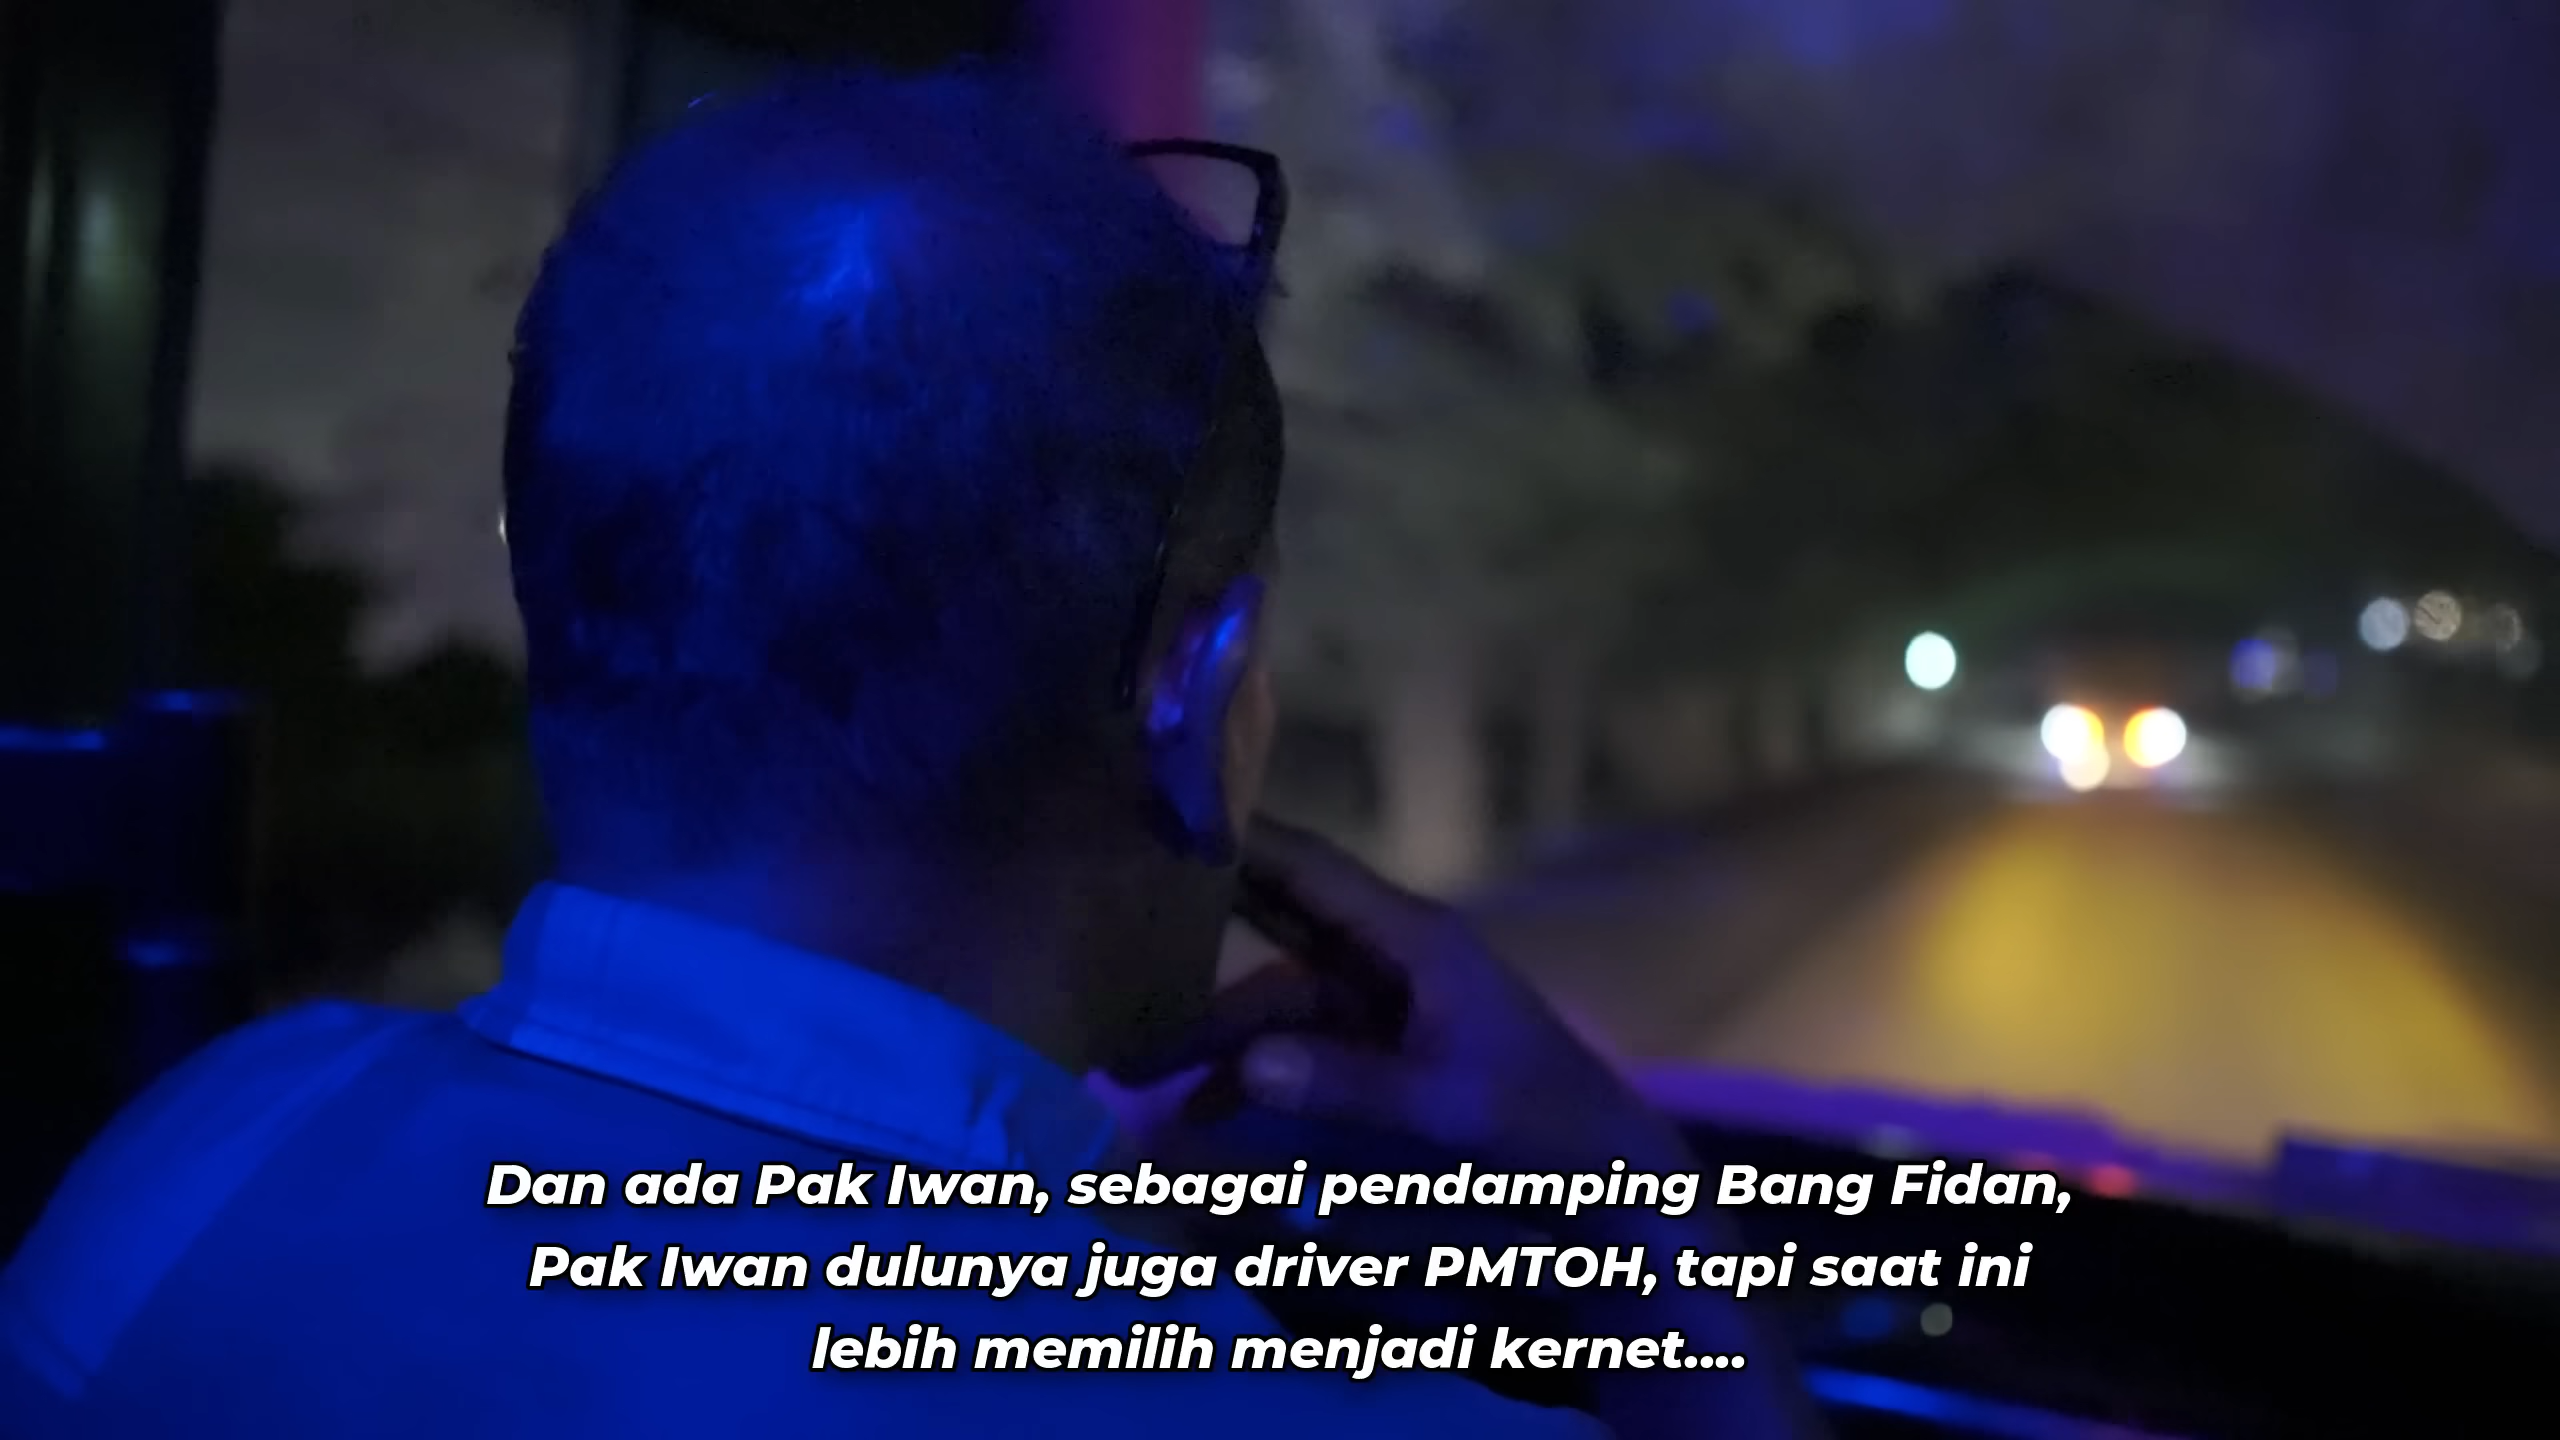 Dan ada Pak Iwan, sebagai pendamping Bang Fidan,
Pak Iwan dulunya juga driver PMTOH, tapi saat ini
lebih memilih menjadi kernet....